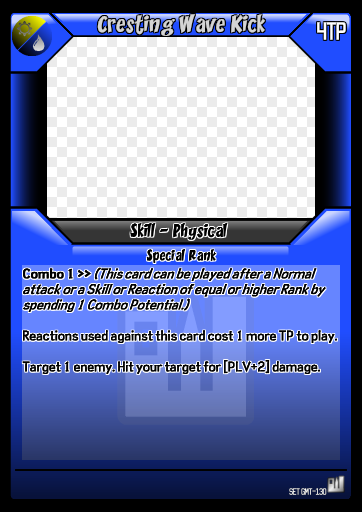 Cresting Wave Kick
4TP
Skill - Physical
Special Rank
Combo 1 >> (This card can be played after a Normal
attack or a Skill or Reaction of equal or higher Rank by
spending 1 Combo Potential.)
Reactions used against this card cost 1 more TP to play.
Target 1 enemy. Hit your target for [PLV+2] damage.
SET GMT-130